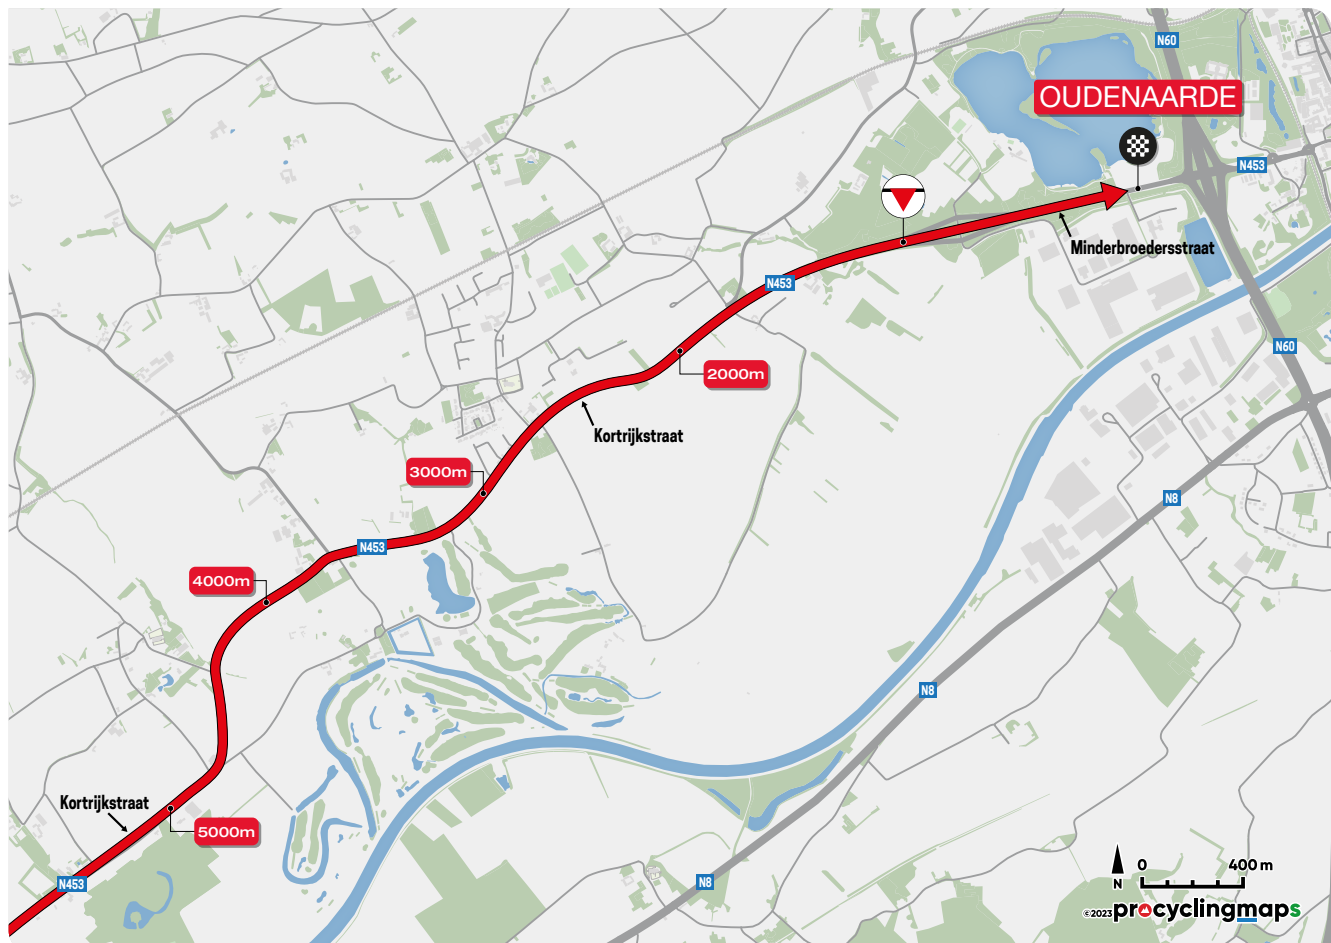 N60
OUDENAARDE
N453
Minderbroedersstraat
N453
N60
2000m
Kortrijkstraat
3000m
N8
N453
4000m
N8
Kortrijkstraat
5000m
N8
N453
N
0 400 m
©2023 procyclingmaps